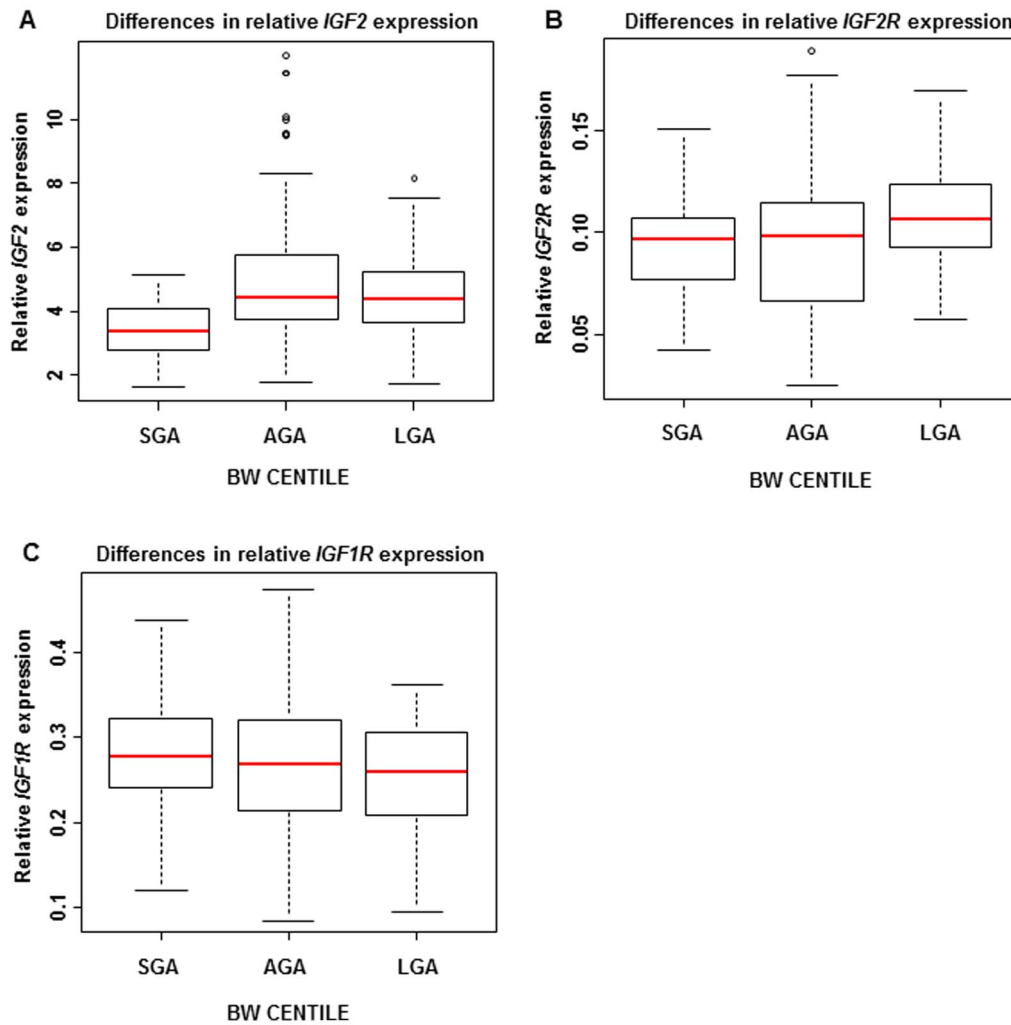 A
Differences in relative IGF2 expression
Relative IGF2 expression
10
8
6
4
2
SGA AGA LGA
BW CENTILE
B
Differences in relative IGF2R expression
Relative IGF2R expression
0.15
0.10
0.05
SGA AGA LGA
BW CENTILE
C
Differences in relative IGF1R expression
Relative IGF1R expression
0.4
0.3
0.2
0.1
SGA AGA LGA
BW CENTILE